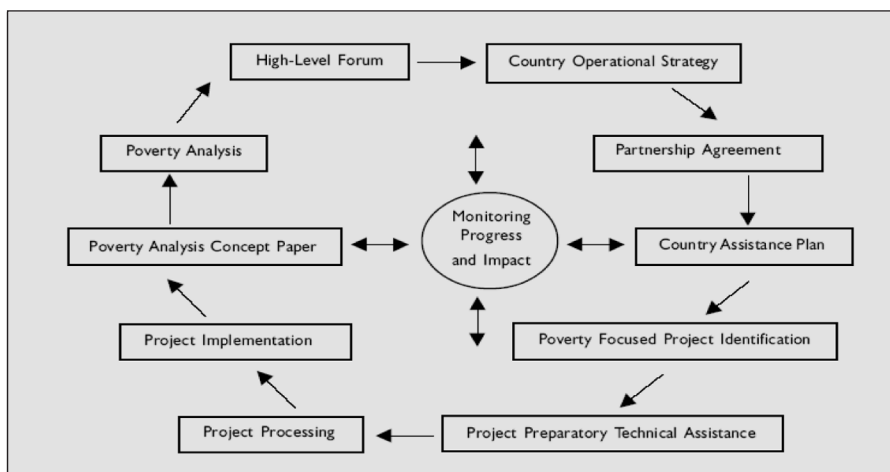 High-Level Forum
Country Operational Strategy
Poverty Analysis
Partnership Agreement
Monitoring
Progress
and Impact
Poverty Analysis Concept Paper
Country Assistance Plan
Project Implementation
Poverty Focused Project Identification
Project Processing
Project Preparatory Technical Assistance